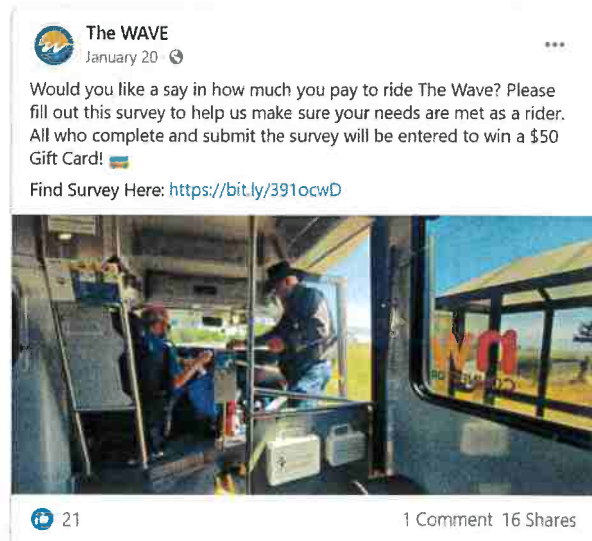 The WAVE
January 20
Would you like a say in how much you pay to ride The Wave? Please
fill out this survey to help us make sure your needs are met as a rider.
All who complete and submit the survey will be entered to win a $50
Gift Card!
Find Survey Here: https://bit.ly/391ocwD
21
1 Comment 16 Shares